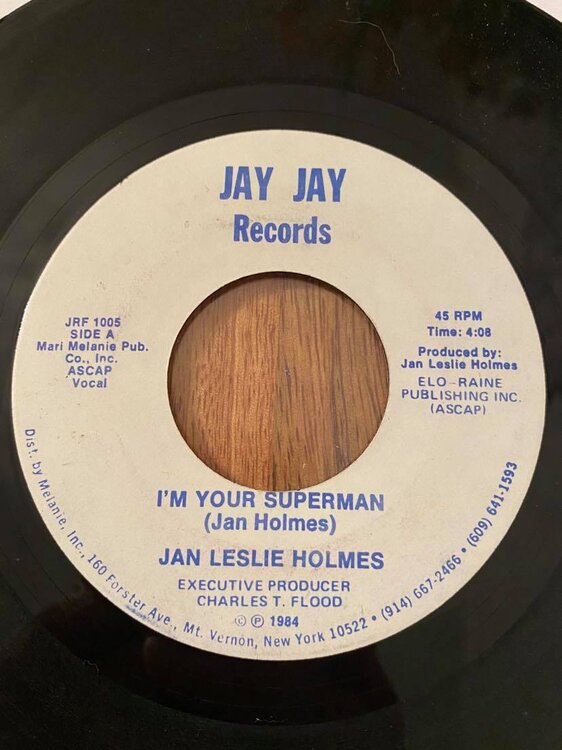 JAY JAY
Records
JRF 1005
SIDE A
Mari Melanie Pub.
Co., Inc.
ASCAP
Vocal
45 RPM
Time: 4:08
Produced by:
Jan Leslie Holmes
ELO-RAINE
PUBLISHING INC.
(ASCAP)
I'M YOUR SUPERMAN
(Jan Holmes)
JAN LESLIE HOLMES
EXECUTIVE PRODUCER
CHARLES T. FLOOD
© ℗ 1984
Dist. by Melanie, Inc., 160 Forster Ave., Mt. Vernon, New York 10522 • (914) 667-2466 • (609) 641-1593